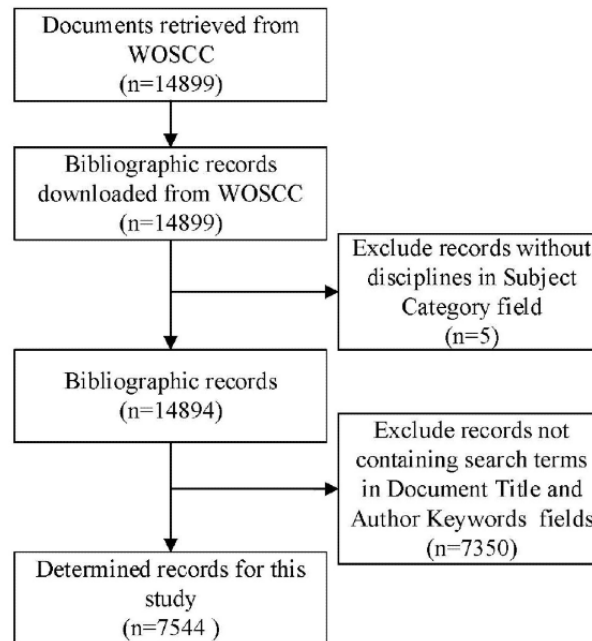 Documents retrieved from
WOSCC
(n=14899)
Bibliographic records
downloaded from WOSCC
(n=14899)
Exclude records without
disciplines in Subject
Category field
(n=5)
Bibliographic records
(n=14894)
Exclude records not
containing search terms
in Document Title and
Author Keywords fields
(n=7350)
Determined records for this
study
(n=7544 )